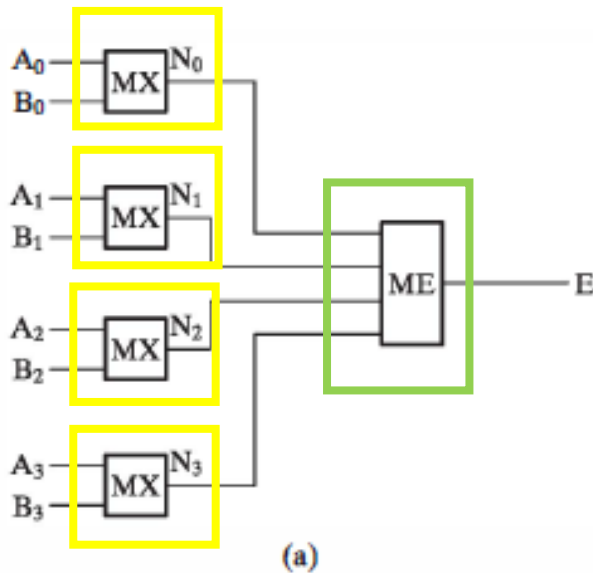 A₀ MX N₀
B₀
A₁ MX N₁
B₁
ME E
A₂ MX N₂
B₂
A₃ MX N₃
B₃
(a)